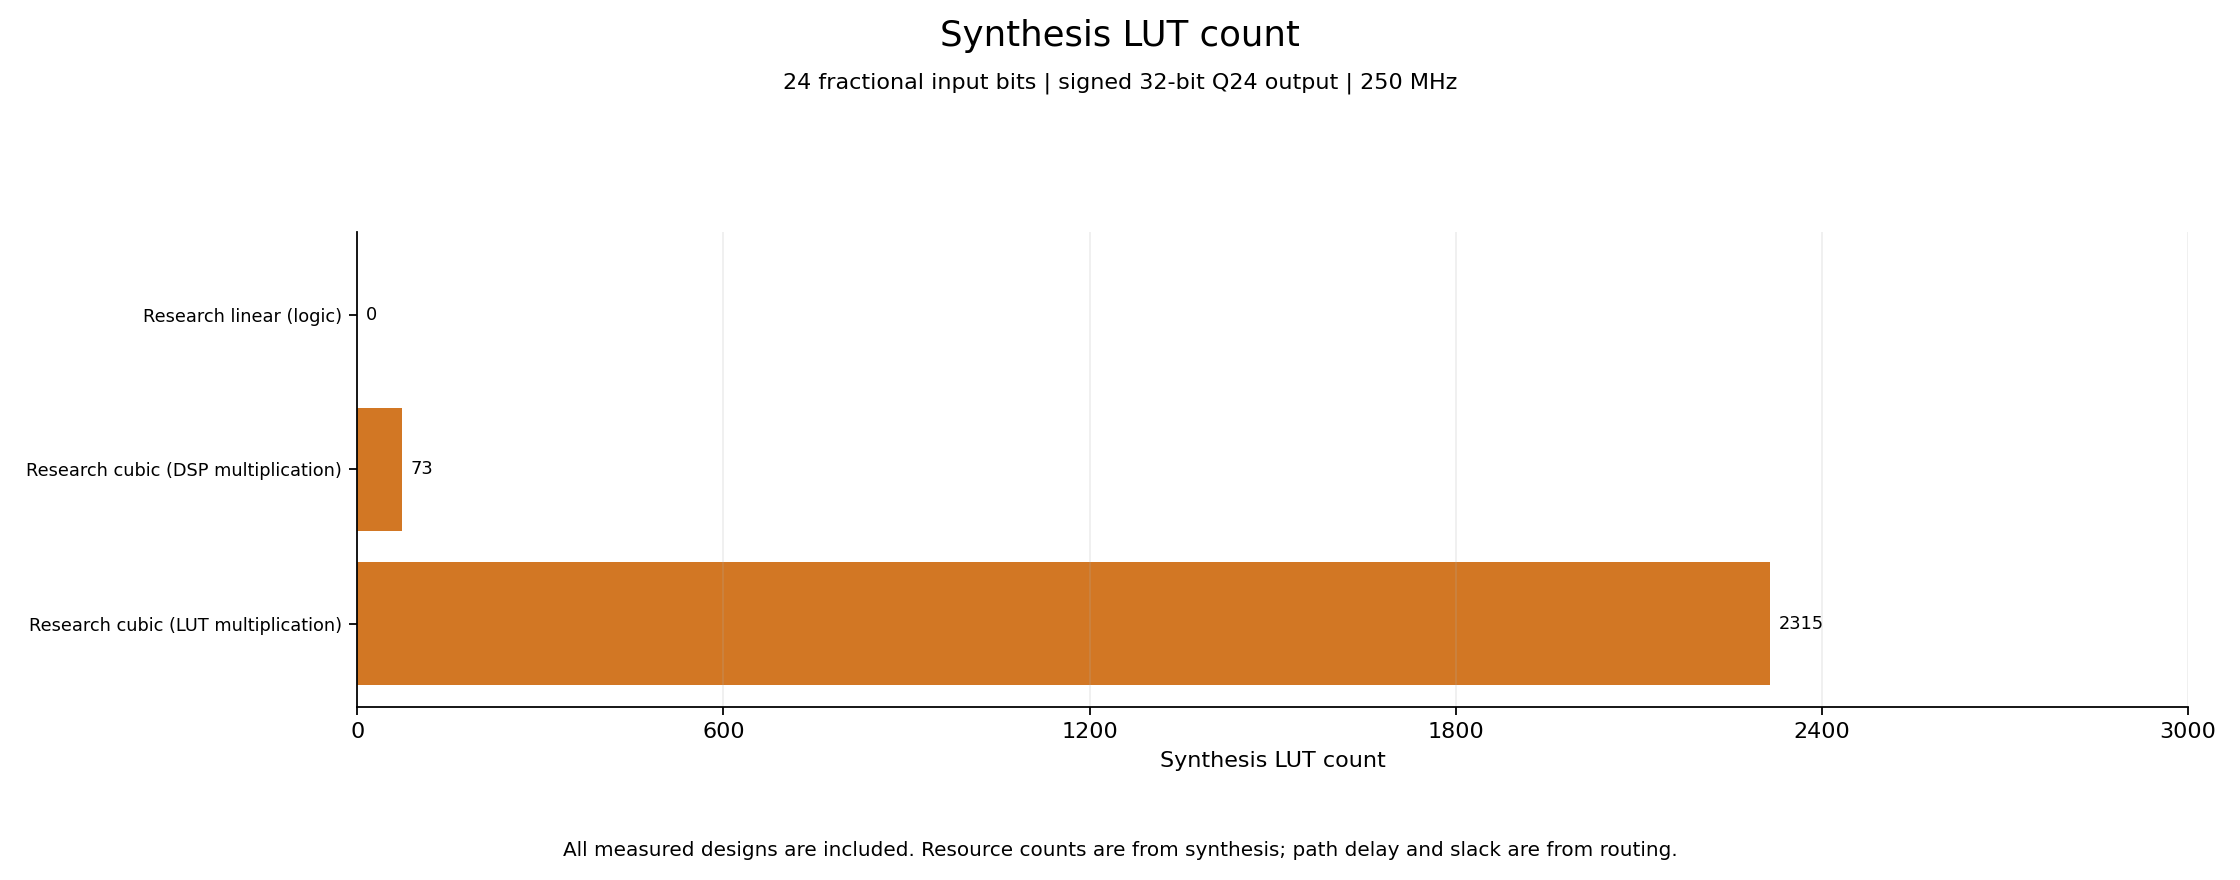 Synthesis LUT count
24 fractional input bits | signed 32-bit Q24 output | 250 MHz
Research linear (logic)
0
Research cubic (DSP multiplication)
73
Research cubic (LUT multiplication)
2315
0 600 1200 1800 2400 3000
Synthesis LUT count
All measured designs are included. Resource counts are from synthesis; path delay and slack are from routing.